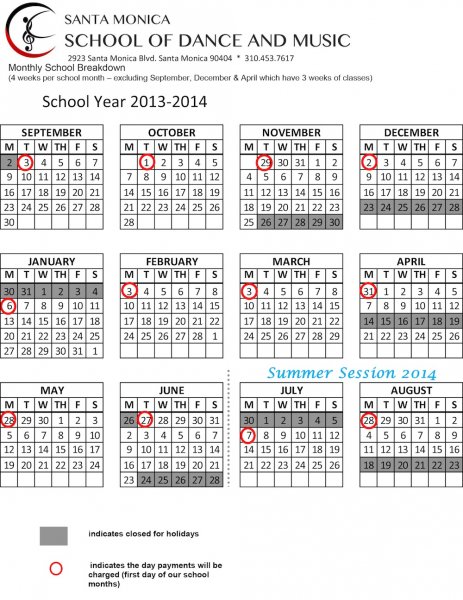 SANTA MONICA
SCHOOL OF DANCE AND MUSIC
2923 Santa Monica Blvd. Santa Monica 90404 * 310.453.7617
Monthly School Breakdown
(4 weeks per school month – excluding September, December & April which have 3 weeks of classes)
School Year 2013-2014
SEPTEMBER
M T W TH F S
2 3 4 5 6 7
9 10 11 12 13 14
16 17 18 19 20 21
23 24 25 26 27 28
30
OCTOBER
M T W TH F S
1 2 3 4 5
7 8 9 10 11 12
14 15 16 17 18 19
21 22 23 24 25 26
28
NOVEMBER
M T W TH F S
29 30 31 1 2
4 5 6 7 8 9
11 12 13 14 15 16
18 19 20 21 22 23
25 26 27 28 29 30
DECEMBER
M T W TH F S
2 3 4 5 6 7
9 10 11 12 13 14
16 17 18 19 20 21
23 24 25 26 27 28
JANUARY
M T W TH F S
30 31 1 2 3 4
6 7 8 9 10 11
13 14 15 16 17 18
20 21 22 23 24 25
27 28 29 30 31 1
FEBRUARY
M T W TH F S
3 4 5 6 7 8
10 11 12 13 14 15
17 18 19 20 21 22
24 25 26 27 28 1
MARCH
M T W TH F S
3 4 5 6 7 8
10 11 12 13 14 15
17 18 19 20 21 22
24 25 26 27 28 29
APRIL
M T W TH F S
31 1 2 3 4 5
7 8 9 10 11 12
14 15 16 17 18 19
21 22 23 24 25 26
Summer Session 2014
MAY
M T W TH F S
28 29 30 1 2 3
5 6 7 8 9 10
12 13 14 15 16 17
19 20 21 22 23 24
JUNE
M T W TH F S
26 27 28 29 30 31
2 3 4 5 6 7
9 10 11 12 13 14
16 17 18 19 20 21
23 24 25 26 27 28
JULY
M T W TH F S
30 1 2 3 4 5
7 8 9 10 11 12
14 15 16 17 18 19
21 22 23 24 25 26
AUGUST
M T W TH F S
28 29 30 31 1 2
4 5 6 7 8 9
11 12 13 14 15 16
18 19 20 21 22 23
indicates closed for holidays
indicates the day payments will be
charged (first day of our school
months)